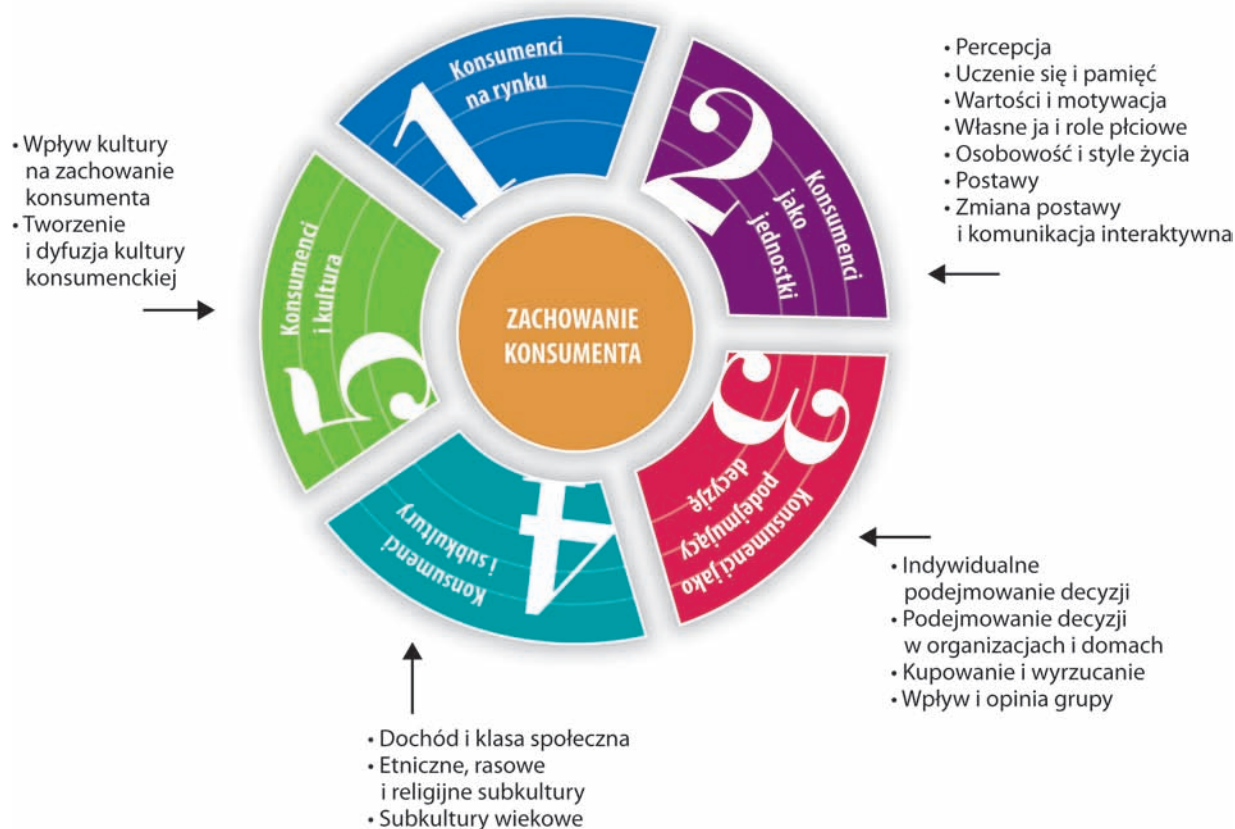 1
Konsumenci
na rynku
2
Konsumenci
jako
jednostki
• Percepcja
• Uczenie się i pamięć
• Wartości i motywacja
• Własne ja i role płciowe
• Osobowość i style życia
• Postawy
• Zmiana postawy
i komunikacja interaktywna
3
Konsumenci jako
podejmujący
decyzję
• Indywidualne
podejmowanie decyzji
• Podejmowanie decyzji
w organizacjach i domach
• Kupowanie i wyrzucanie
• Wpływ i opinia grupy
4
Konsumenci
i subkultury
• Dochód i klasa społeczna
• Etniczne, rasowe
i religijne subkultury
• Subkultury wiekowe
5
Konsumenci
i kultura
• Wpływ kultury
na zachowanie
konsumenta
• Tworzenie
i dyfuzja kultury
konsumenckiej
ZACHOWANIE
KONSUMENTA